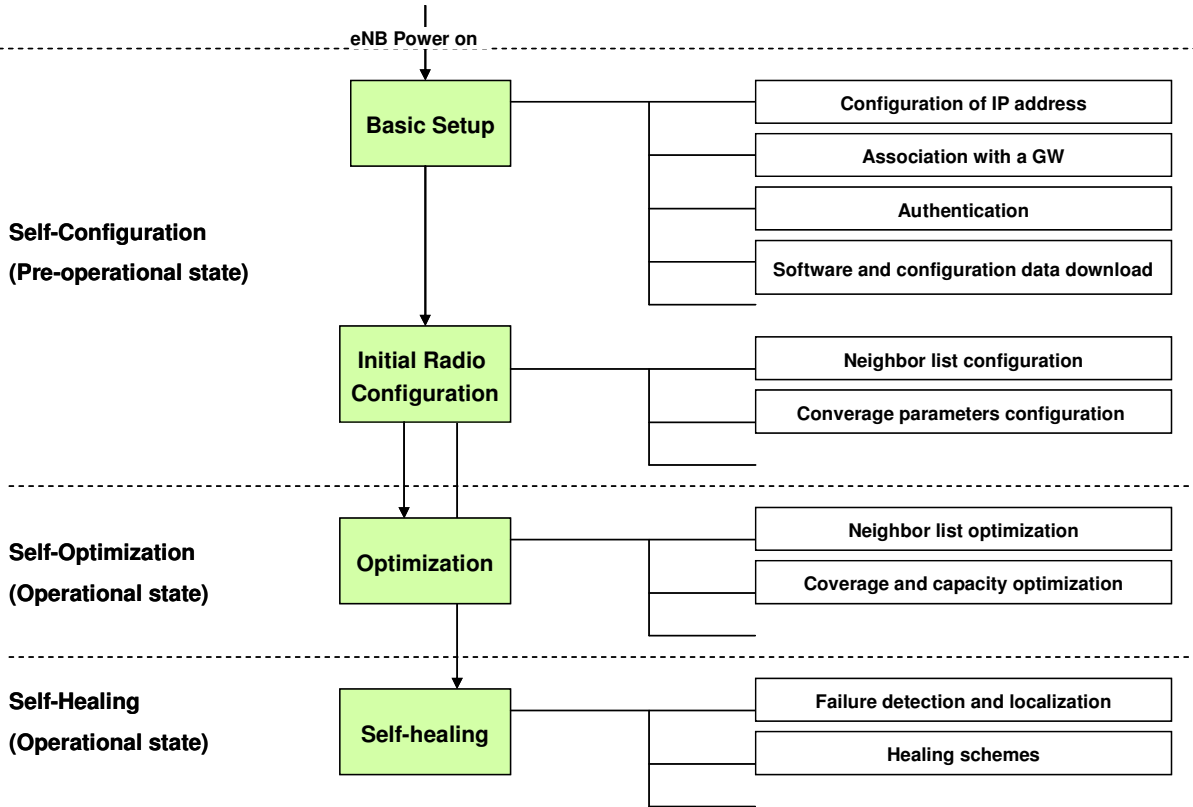 eNB Power on
Basic Setup
Configuration of IP address
Association with a GW
Authentication
Software and configuration data download
Self-Configuration
(Pre-operational state)
Initial Radio
Configuration
Neighbor list configuration
Converage parameters configuration
Self-Optimization
(Operational state)
Optimization
Neighbor list optimization
Coverage and capacity optimization
Self-Healing
(Operational state)
Self-healing
Failure detection and localization
Healing schemes